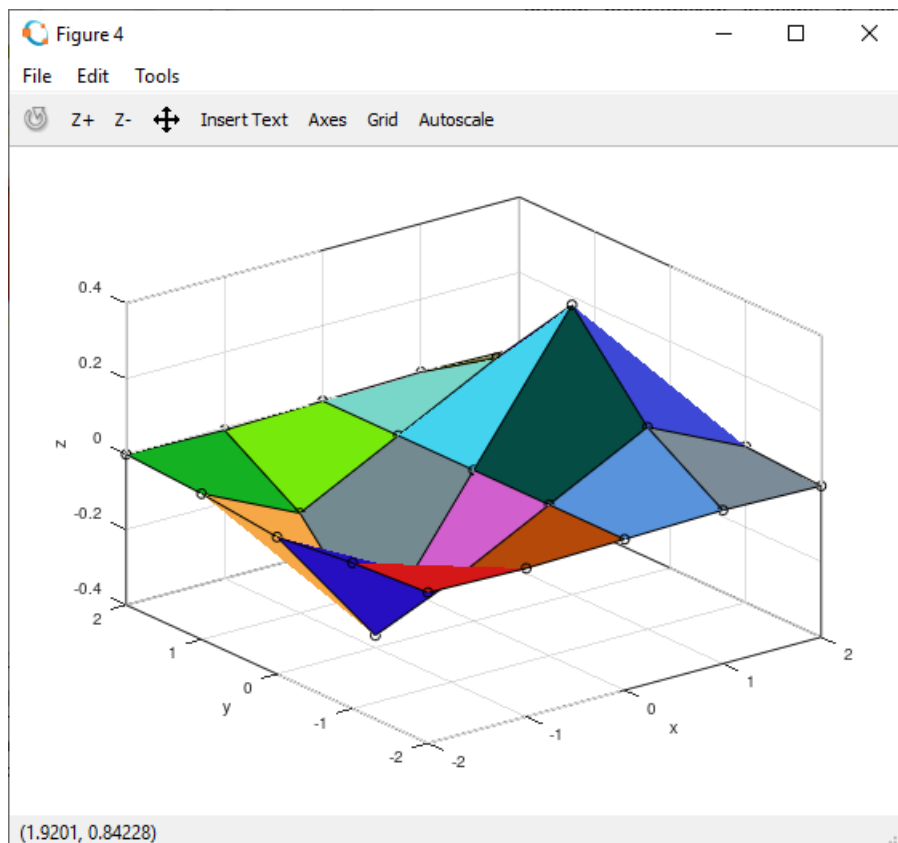 Figure 4
File Edit Tools
Z+ Z- Insert Text Axes Grid Autoscale
0.4
0.2
0
-0.2
-0.4
z
2
1
0
-1
-2
y
-2
-1
0
1
2
x
(1.9201, 0.84228)